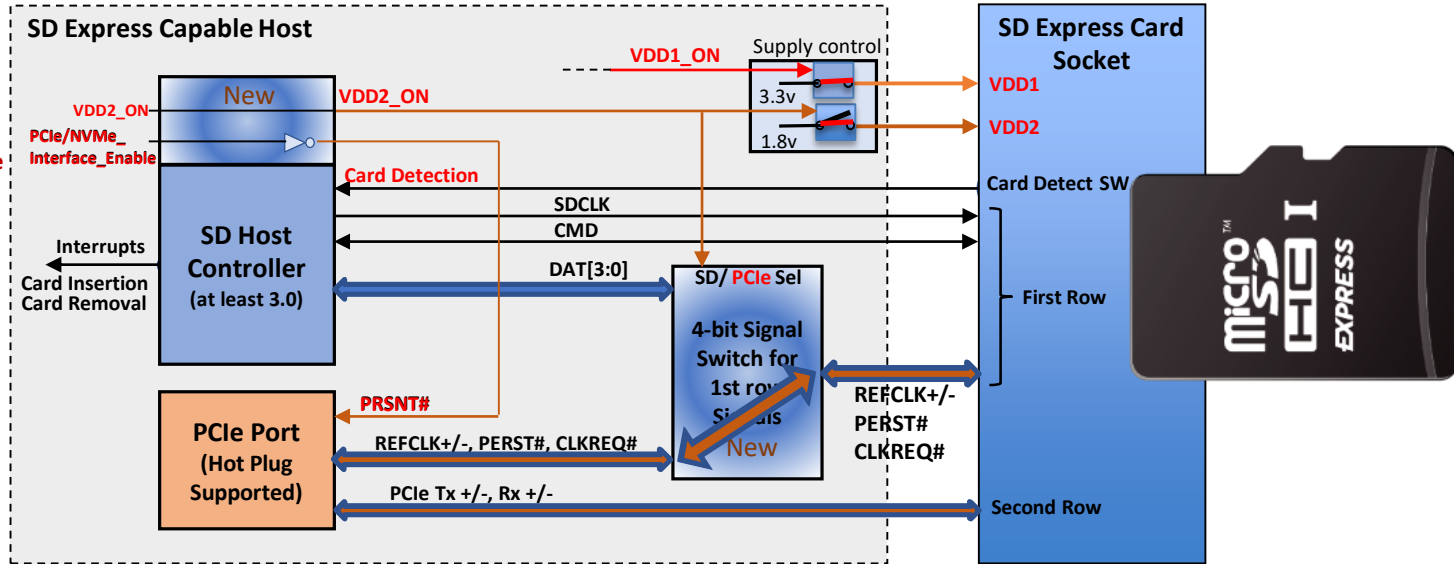 SD Express Capable Host
SD Express Card
Socket
Supply control
VDD1_ON
3.3v
1.8v
VDD1
VDD2
New
VDD2_ON
VDD2_ON
PCIe/NVMe_
Interface_Enable
e
Card Detection
Card Detect SW
SDCLK
CMD
SD Host
Controller
(at least 3.0)
Interrupts
Card Insertion
Card Removal
DAT[3:0]
SD/ PCIe Sel
4-bit Signal
Switch for
1st row
Signals
New
First Row
REFCLK+/-
PERST#
CLKREQ#
PRSNT#
PCIe Port
(Hot Plug
Supported)
REFCLK+/-, PERST#, CLKREQ#
PCIe Tx +/-, Rx +/-
Second Row
micro™
SD
HC I
EXPRESS